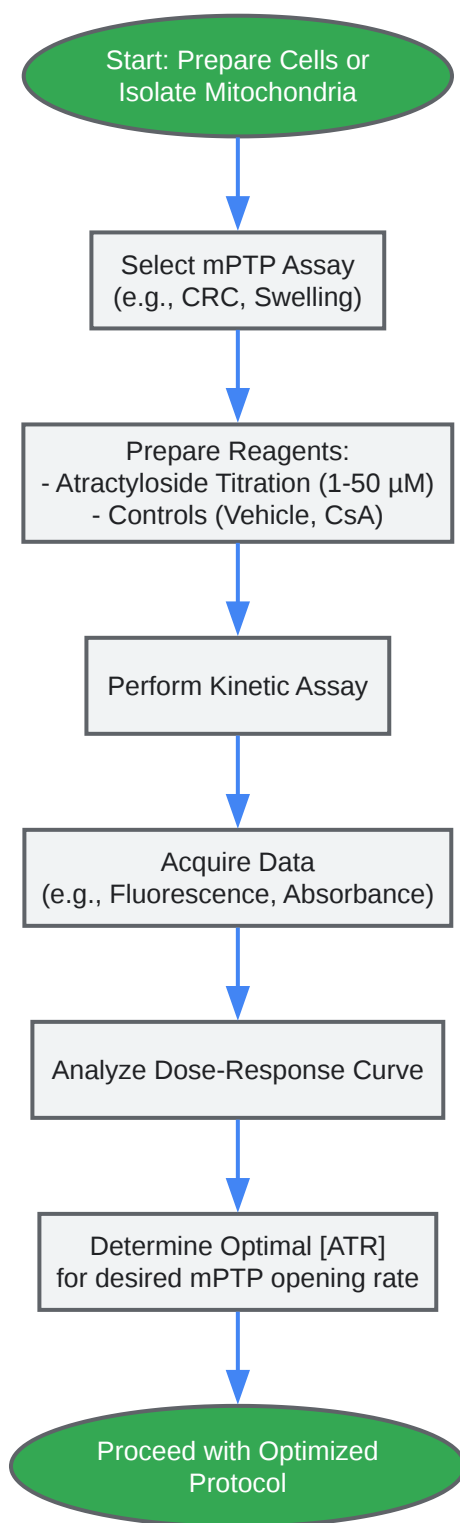 Start: Prepare Cells or
Isolate Mitochondria
Select mPTP Assay
(e.g., CRC, Swelling)
Prepare Reagents:
- Atractyloside Titration (1-50 µM)
- Controls (Vehicle, CsA)
Perform Kinetic Assay
Acquire Data
(e.g., Fluorescence, Absorbance)
Analyze Dose-Response Curve
Determine Optimal [ATR]
for desired mPTP opening rate
Proceed with Optimized
Protocol